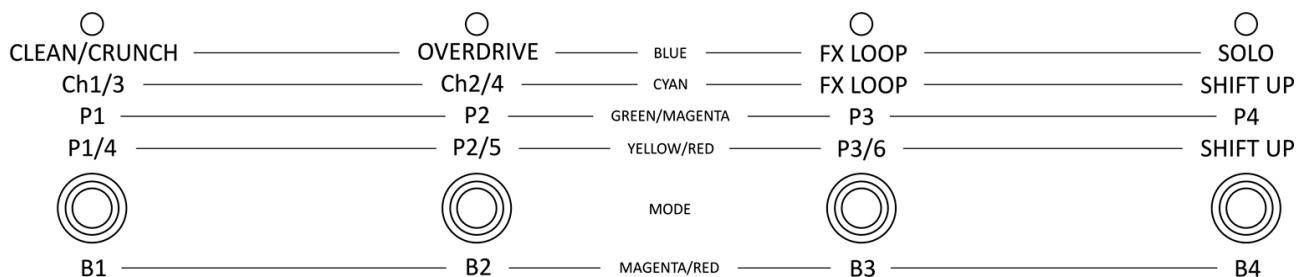 CLEAN/CRUNCH OVERDRIVE BLUE FX LOOP SOLO
Ch1/3 Ch2/4 CYAN FX LOOP SHIFT UP
P1 P2 GREEN/MAGENTA P3 P4
P1/4 P2/5 YELLOW/RED P3/6 SHIFT UP
MODE
B1 B2 MAGENTA/RED B3 B4